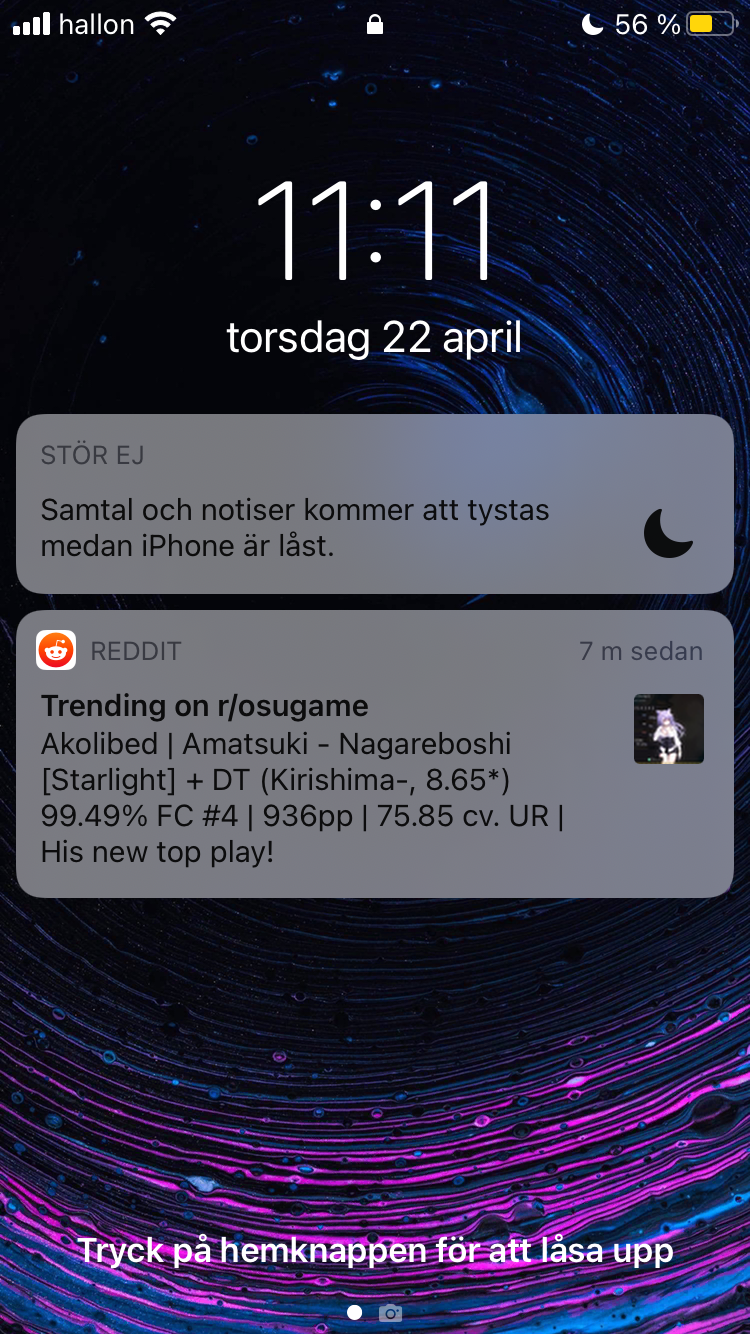 hallon 56 %
11:11
torsdag 22 april
STÖR EJ
Samtal och notiser kommer att tystas
medan iPhone är låst.
REDDIT 7 m sedan
Trending on r/osugame
Akolibed | Amatsuki - Nagareboshi
[Starlight] + DT (Kirishima-, 8.65*)
99.49% FC #4 | 936pp | 75.85 cv. UR |
His new top play!
Tryck på hemknappen för att låsa upp